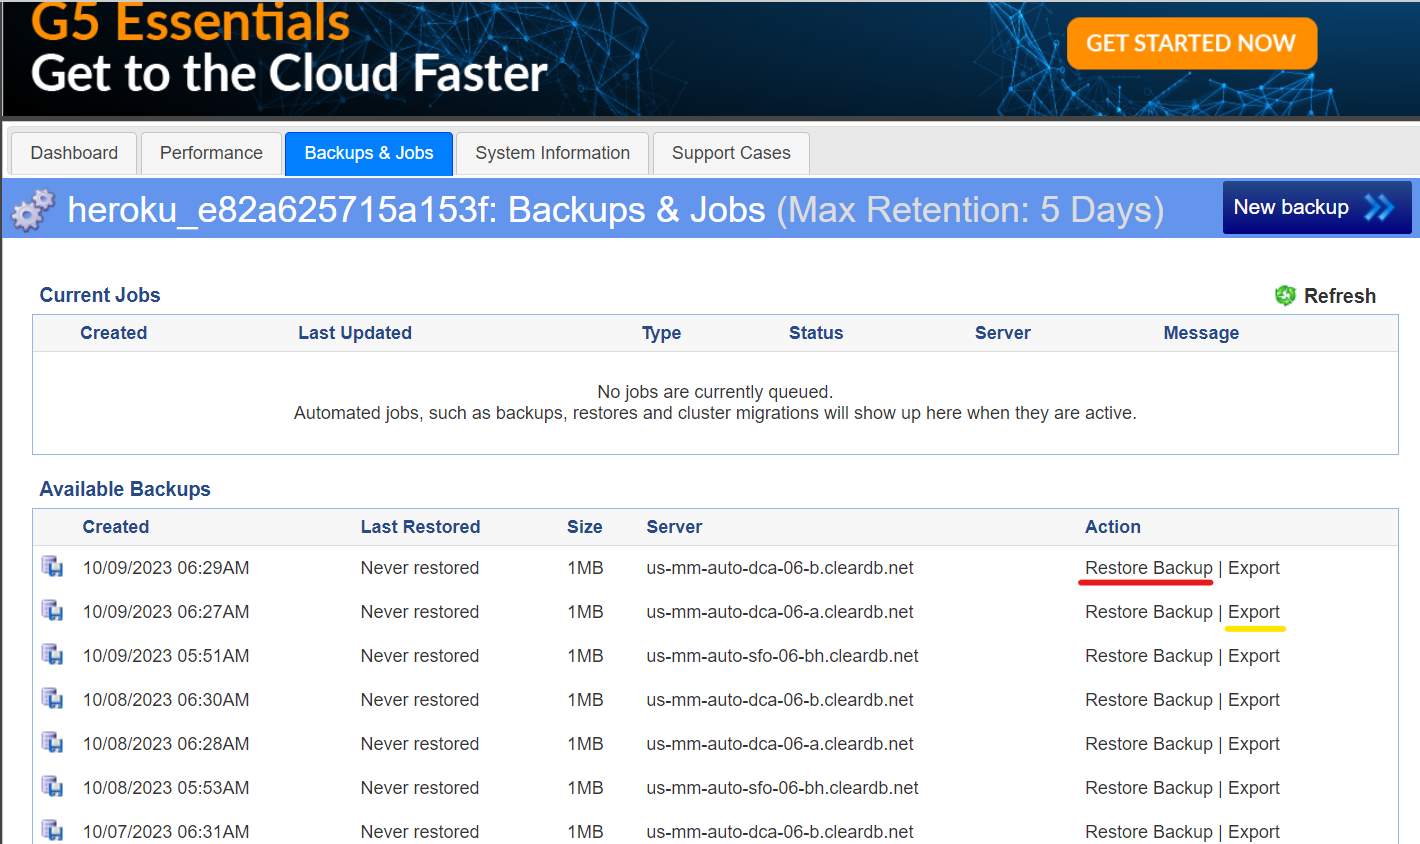 G5 Essentials
Get to the Cloud Faster
GET STARTED NOW
Dashboard Performance Backups & Jobs System Information Support Cases
heroku_e82a625715a153f: Backups & Jobs (Max Retention: 5 Days) New backup
Current Jobs Refresh
Created Last Updated Type Status Server Message
No jobs are currently queued.
Automated jobs, such as backups, restores and cluster migrations will show up here when they are active.
Available Backups
Created Last Restored Size Server Action
10/09/2023 06:29AM Never restored 1MB us-mm-auto-dca-06-b.cleardb.net Restore Backup | Export
10/09/2023 06:27AM Never restored 1MB us-mm-auto-dca-06-a.cleardb.net Restore Backup | Export
10/09/2023 05:51AM Never restored 1MB us-mm-auto-sfo-06-bh.cleardb.net Restore Backup | Export
10/08/2023 06:30AM Never restored 1MB us-mm-auto-dca-06-b.cleardb.net Restore Backup | Export
10/08/2023 06:28AM Never restored 1MB us-mm-auto-dca-06-a.cleardb.net Restore Backup | Export
10/08/2023 05:53AM Never restored 1MB us-mm-auto-sfo-06-bh.cleardb.net Restore Backup | Export
10/07/2023 06:31AM Never restored 1MB us-mm-auto-dca-06-b.cleardb.net Restore Backup | Export